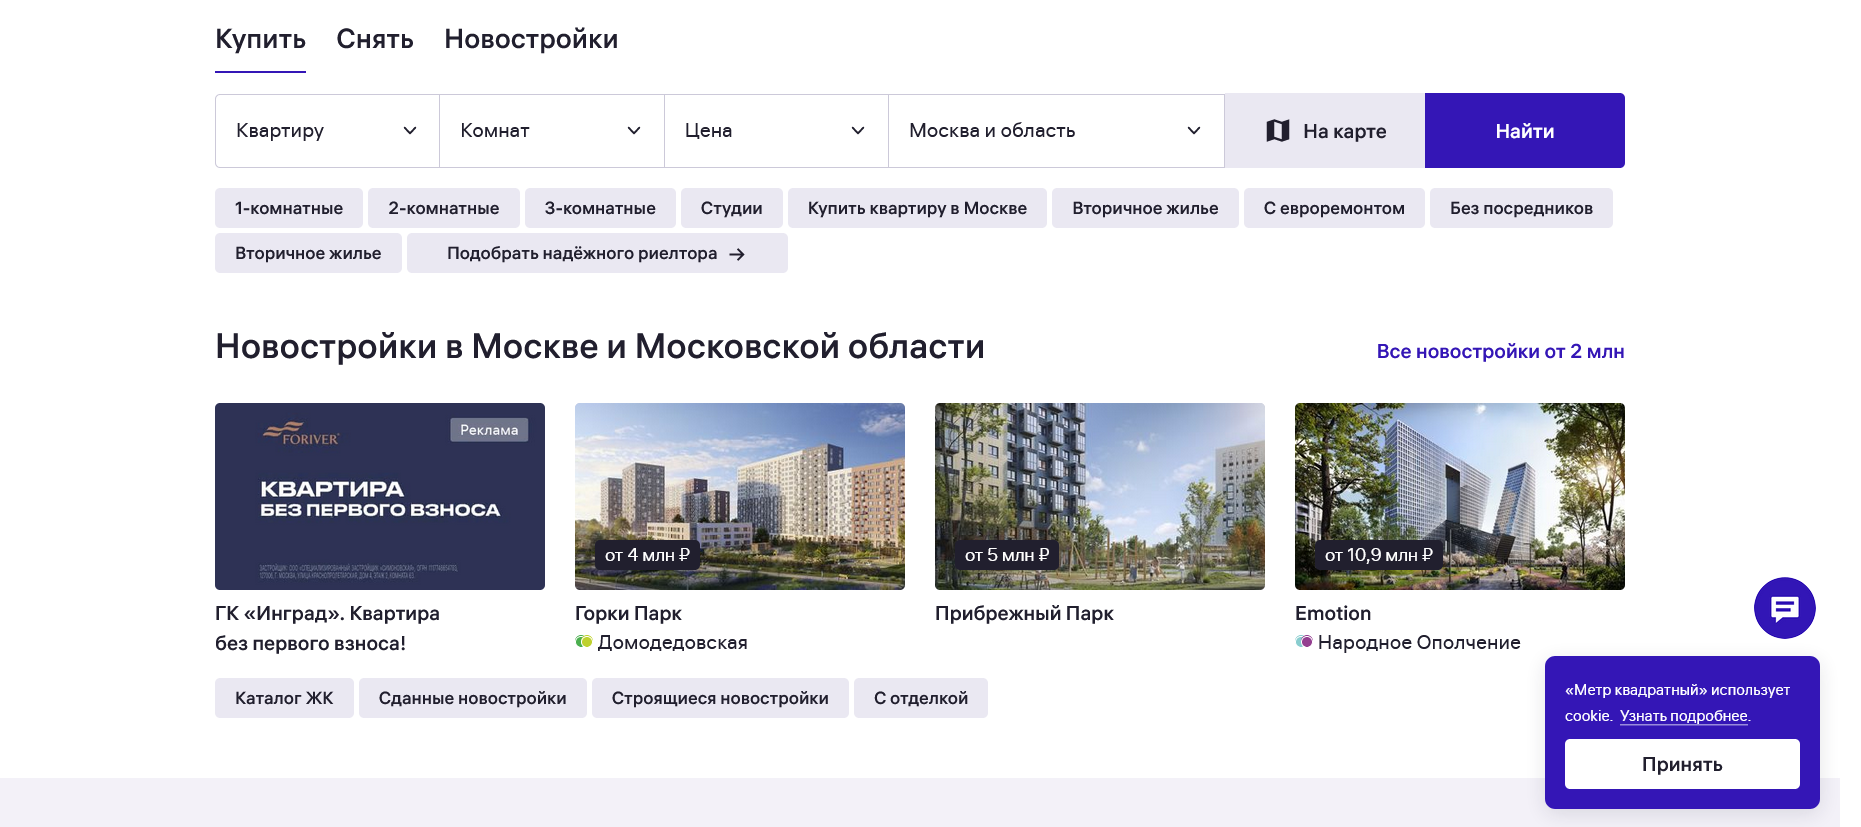 Купить Снять Новостройки
Квартиру Комнат Цена Москва и область На карте Найти
1-комнатные 2-комнатные 3-комнатные Студии Купить квартиру в Москве Вторичное жилье С евроремонтом Без посредников
Вторичное жилье Подобрать надёжного риелтора →
Новостройки в Москве и Московской области
Все новостройки от 2 млн
FORIVER
Реклама
КВАРТИРА
БЕЗ ПЕРВОГО ВЗНОСА
от 4 млн ₽
от 5 млн ₽
от 10,9 млн ₽
ГК «Инград». Квартира
без первого взноса!
Горки Парк
Домодедовская
Прибрежный Парк
Emotion
Народное Ополчение
Каталог ЖК Сданные новостройки Строящиеся новостройки С отделкой
«Метр квадратный» использует
cookie. Узнать подробнее.
Принять